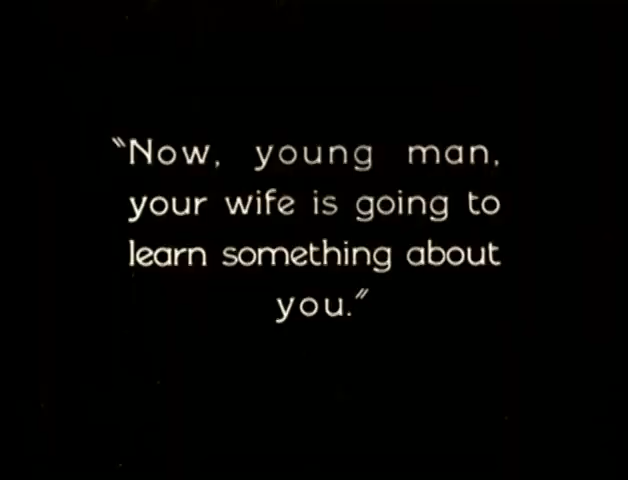 "Now, young man,
your wife is going to
learn something about
you."